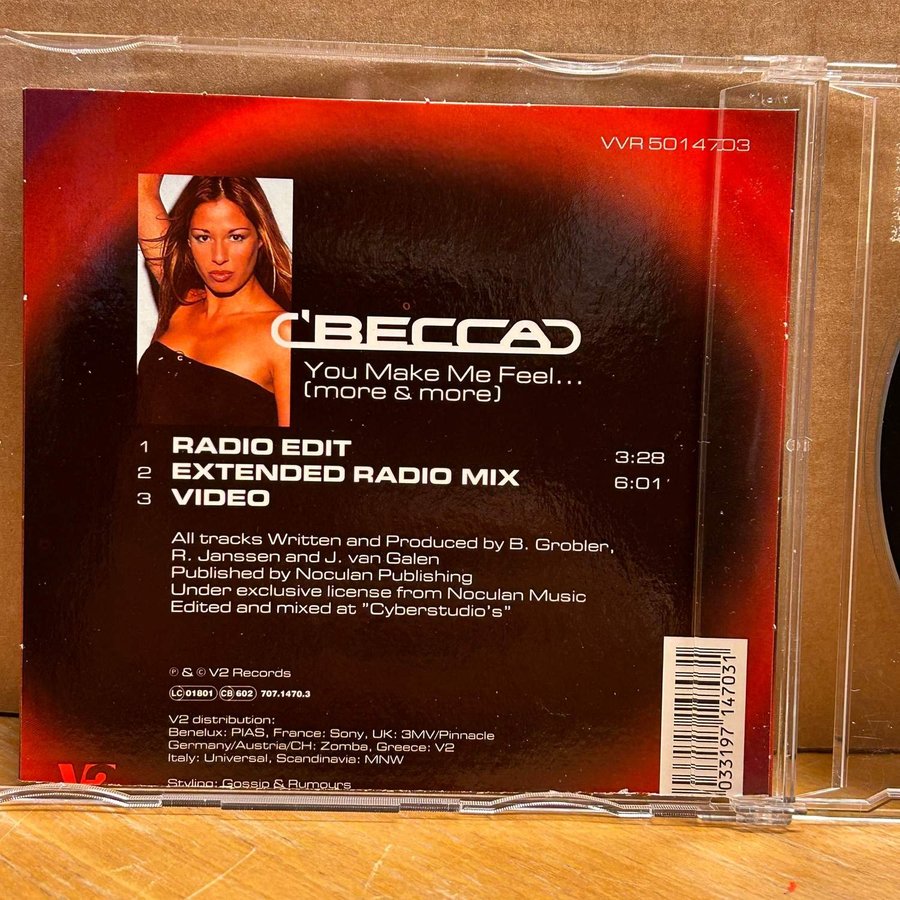 VVR 5014703
C'BECCA
You Make Me Feel...
(more & more)
1 RADIO EDIT 3:28
2 EXTENDED RADIO MIX 6:01
3 VIDEO
All tracks Written and Produced by B. Grobler,
R. Janssen and J. van Galen
Published by Noculan Publishing
Under exclusive license from Noculan Music
Edited and mixed at "Cyberstudio's"
℗ & © V2 Records
LC 01801 CB 602 707.1470.3
V2 distribution:
Benelux: PIAS, France: Sony, UK: 3MV/Pinnacle
Germany/Austria/CH: Zomba, Greece: V2
Italy: Universal, Scandinavia: MNW
V2
Styling: Gossip & Rumours
033197 147031